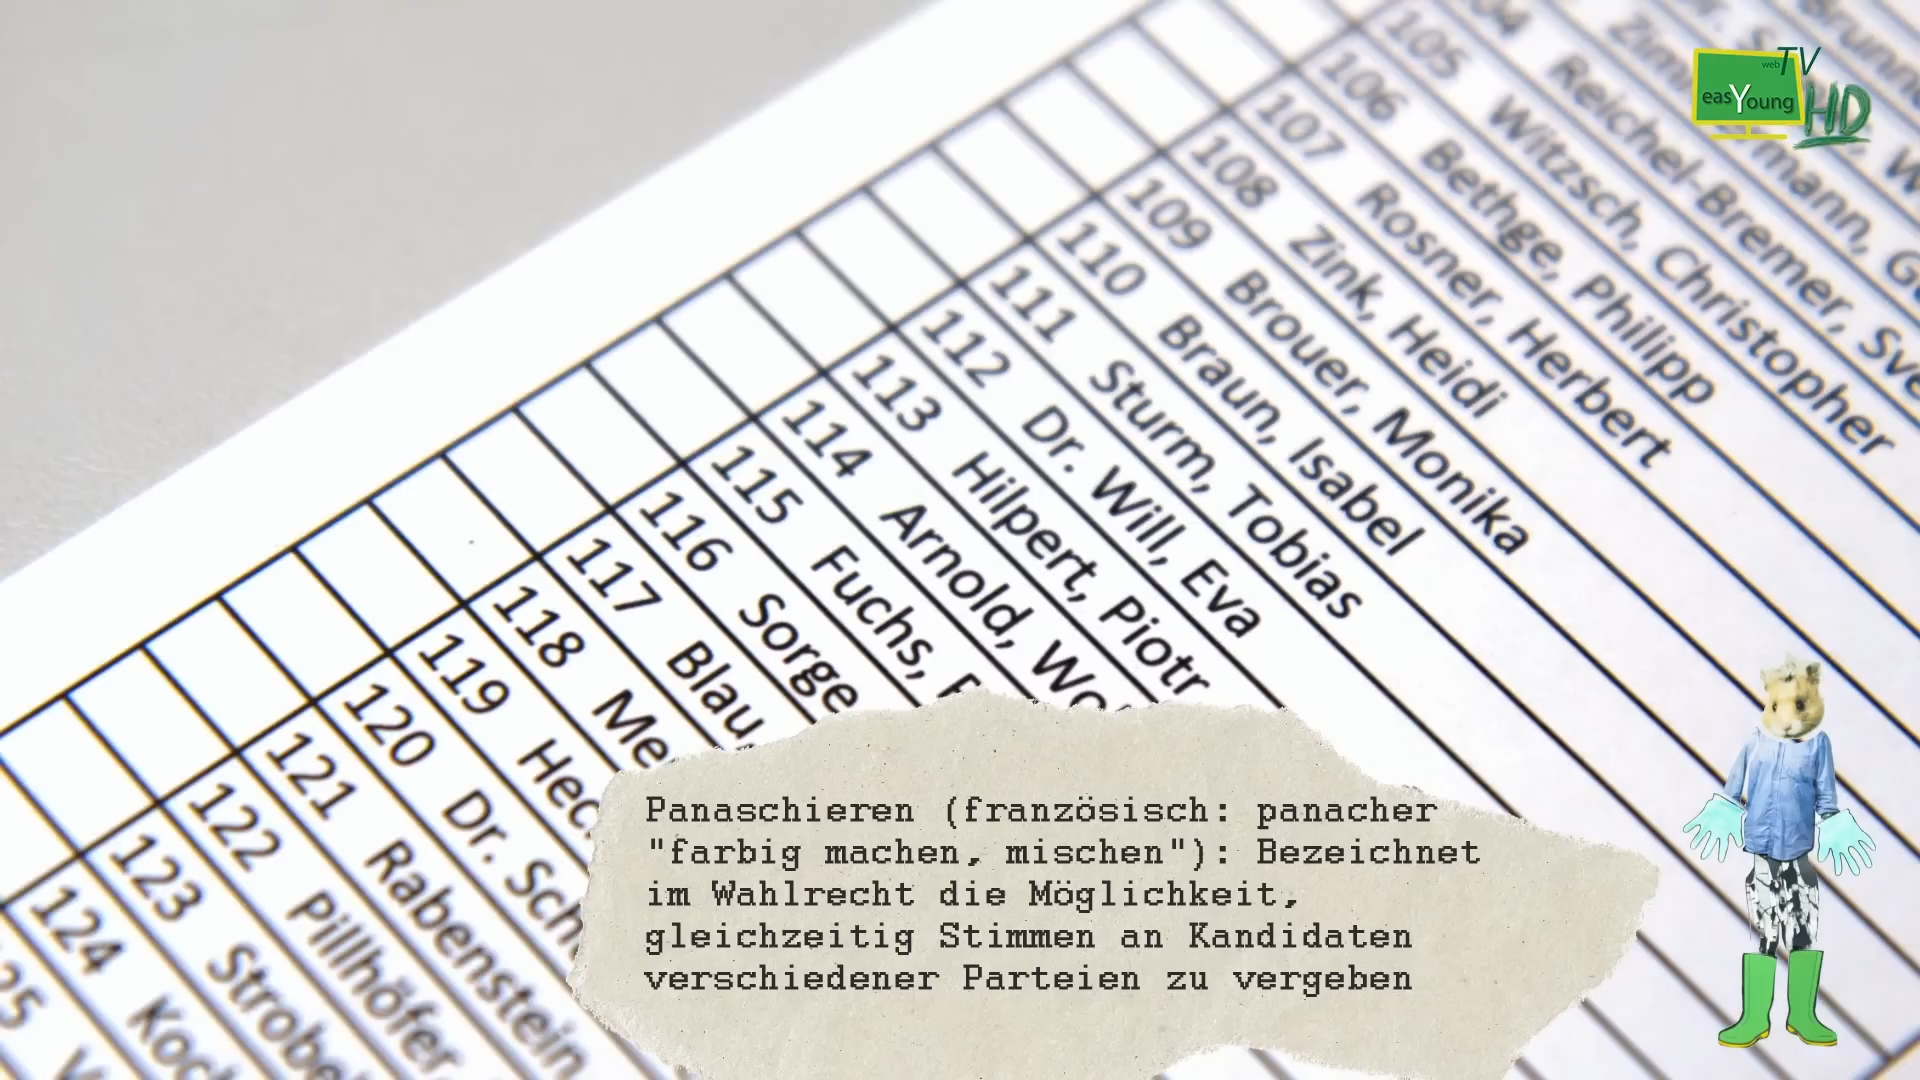 web TV
easYoung
HD
105 Witzsch, Christopher
106 Bethge, Philipp
107 Rosner, Herbert
108 Zink, Heidi
109 Brouer, Monika
110 Braun, Isabel
111 Sturm, Tobias
112 Dr. Will, Eva
113 Hilpert, Piotr
114 Arnold,
115 Fuchs,
116 Sorge
117 Blau,
118
119
120 Dr.
121 Rabenstein
122 Pillhöfer,
123
124
Reichel-Bremer,
Panaschieren (französisch: panacher
"farbig machen, mischen"): Bezeichnet
im Wahlrecht die Möglichkeit,
gleichzeitig Stimmen an Kandidaten
verschiedener Parteien zu vergeben